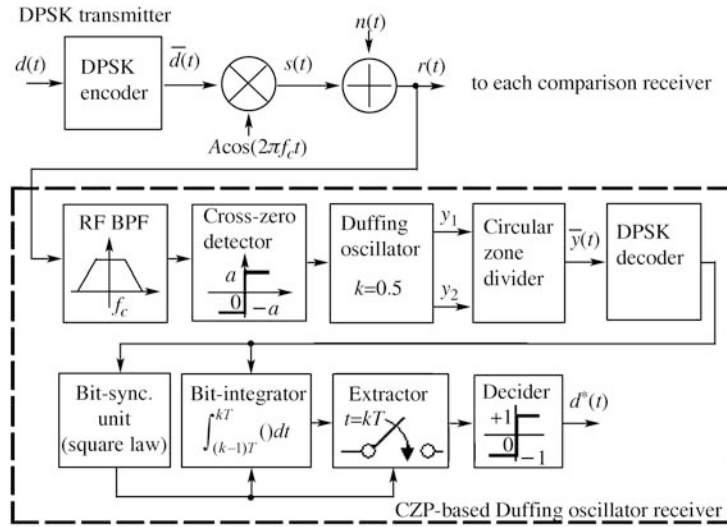 DPSK transmitter
n(t)
d(t)
DPSK
encoder
d̅(t)
s(t)
r(t)
to each comparison receiver
Acos(2πf_ct)
RF BPF
f_c
Cross-zero
detector
a
0
−a
Duffing
oscillator
k=0.5
y₁
y₂
Circular
zone
divider
y̅(t)
DPSK
decoder
Bit-sync.
unit
(square law)
Bit-integrator
∫_{(k−1)T}^{kT} ()dt
Extractor
t=kT
Decider
+1
0
−1
d*(t)
CZP-based Duffing oscillator receiver